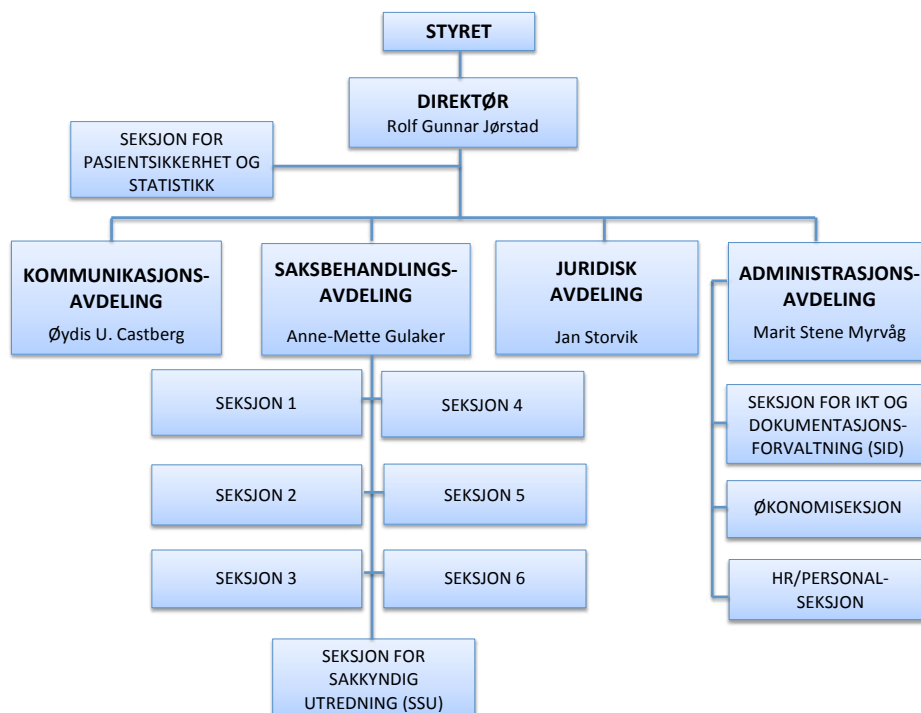 STYRET
DIREKTØR
Rolf Gunnar Jørstad
SEKSJON FOR
PASIENTSIKKERHET OG
STATISTIKK
KOMMUNIKASJONS-
AVDELING
Øydis U. Castberg
SAKSBEHANDLINGS-
AVDELING
Anne-Mette Gulaker
JURIDISK
AVDELING
Jan Storvik
ADMINISTRASJONS-
AVDELING
Marit Stene Myrvåg
SEKSJON 1
SEKSJON 4
SEKSJON 2
SEKSJON 5
SEKSJON 3
SEKSJON 6
SEKSJON FOR
SAKKYNDIG
UTREDNING (SSU)
SEKSJON FOR IKT OG
DOKUMENTASJONS-
FORVALTNING (SID)
ØKONOMISEKSJON
HR/PERSONAL-
SEKSJON